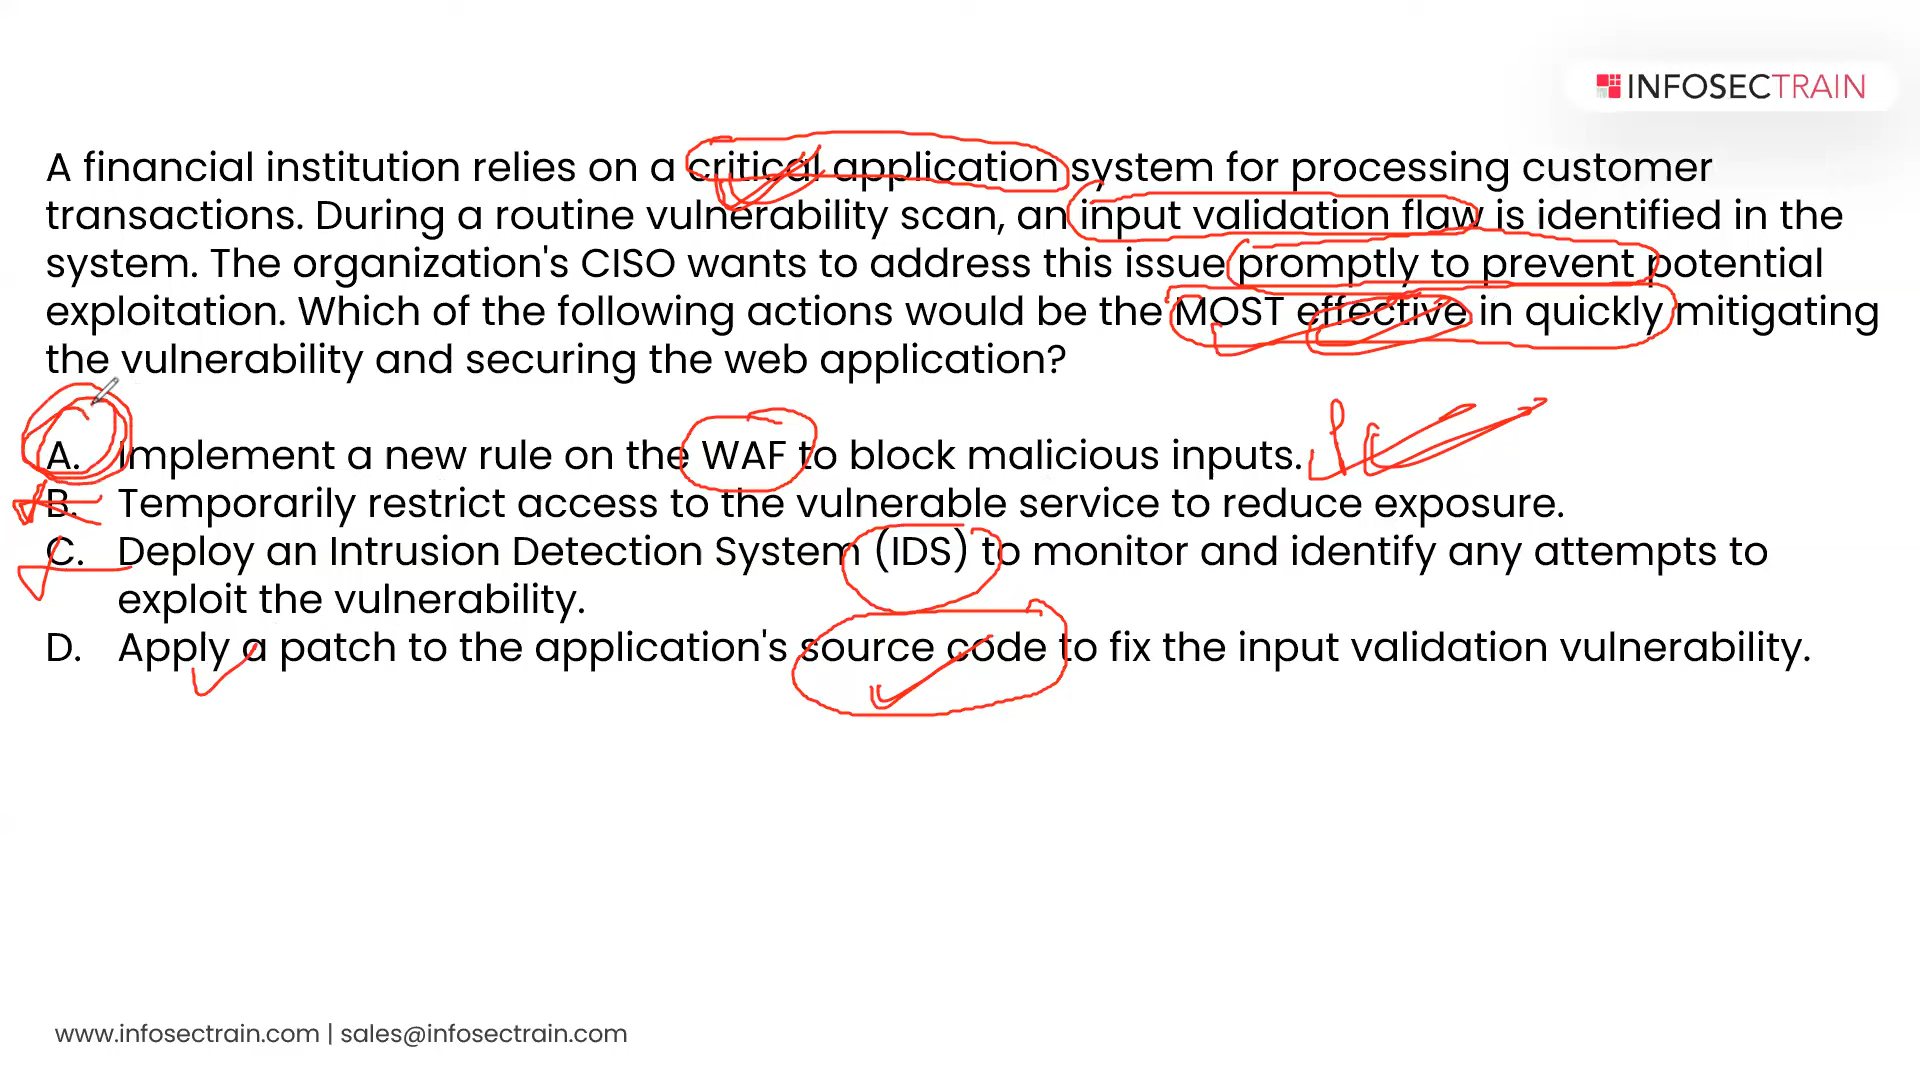 INFOSECTRAIN
A financial institution relies on a critical application system for processing customer
transactions. During a routine vulnerability scan, an input validation flaw is identified in the
system. The organization's CISO wants to address this issue promptly to prevent potential
exploitation. Which of the following actions would be the MOST effective in quickly mitigating
the vulnerability and securing the web application?
A. Implement a new rule on the WAF to block malicious inputs.
B. Temporarily restrict access to the vulnerable service to reduce exposure.
C. Deploy an Intrusion Detection System (IDS) to monitor and identify any attempts to
exploit the vulnerability.
D. Apply a patch to the application's source code to fix the input validation vulnerability.
www.infosectrain.com | sales@infosectrain.com